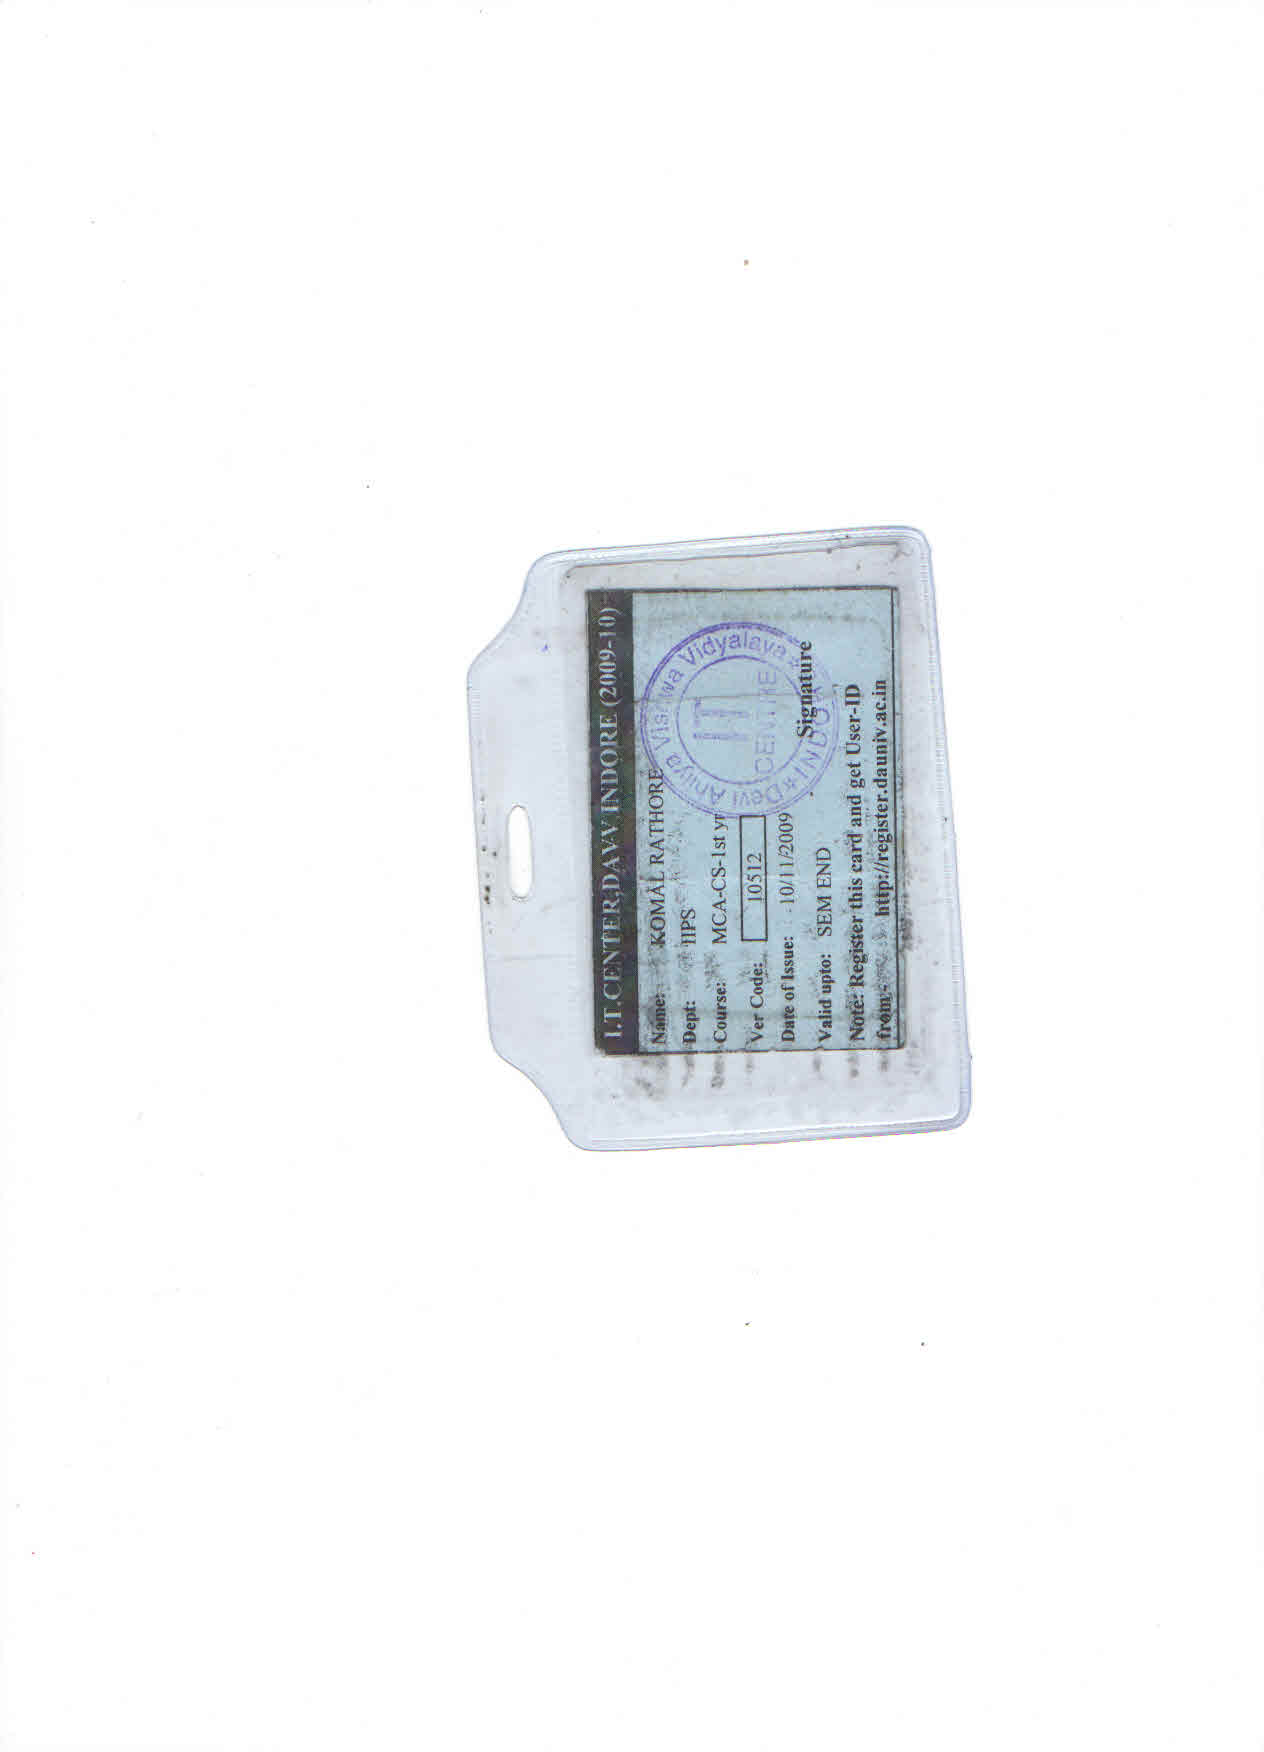 I.T.CENTER,DAVV INDORE (2009-10)
Name: KOMAL RATHORE
Dept: IIPS
Course: MCA-CS-1st yr
Ver Code: 10512
Date of Issue: 10/11/2009
Valid upto: SEM END
Signature
Note: Register this card and get User-ID
from - http://register.dauniv.ac.in
Devi Ahilya Vishwa Vidyalaya
IT
CENTRE